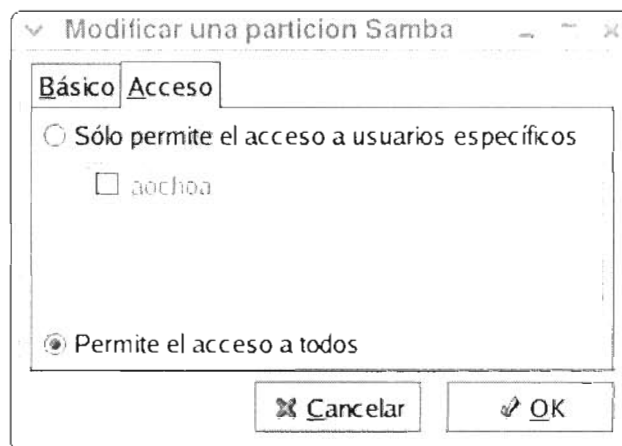 Modificar una particion Samba
Básico Acceso
Sólo permite el acceso a usuarios específicos
aochoa
Permite el acceso a todos
Cancelar OK